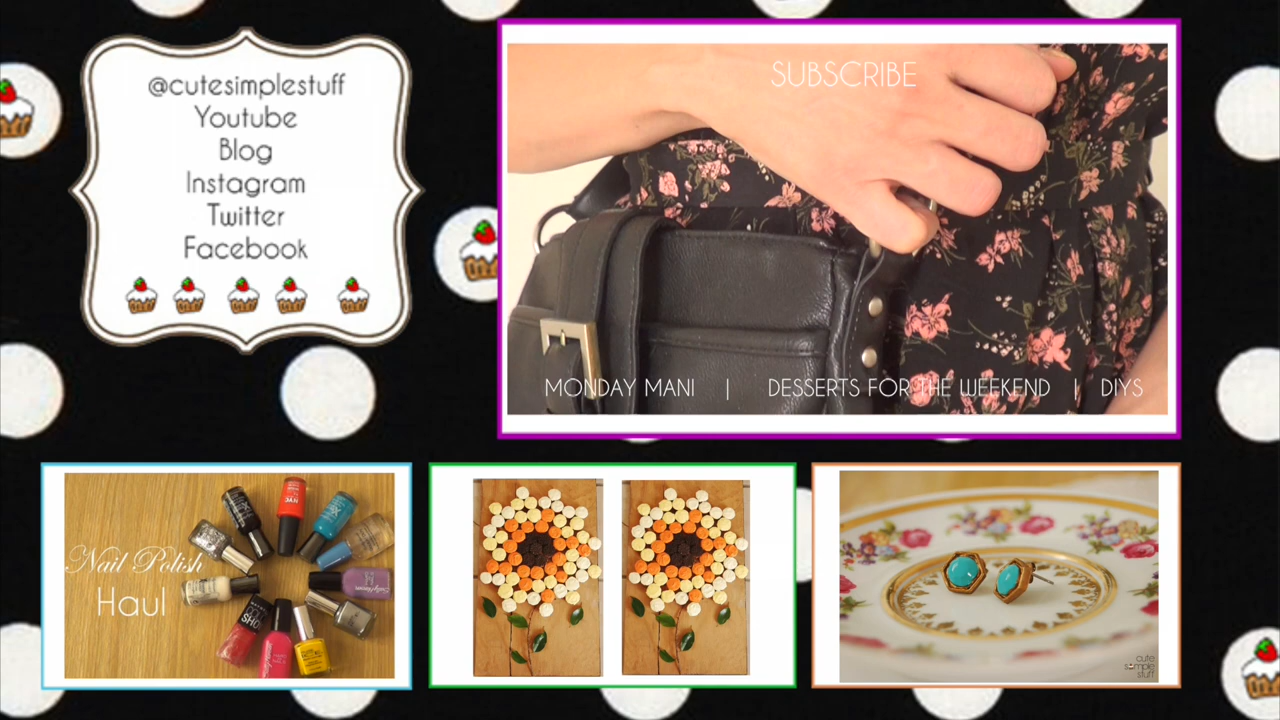 @cutesimplestuff
Youtube
Blog
Instagram
Twitter
Facebook
SUBSCRIBE
MONDAY MANI | DESSERTS FOR THE WEEKEND | DIYS
Nail Polish
Haul
NYC
cute
simple
stuff